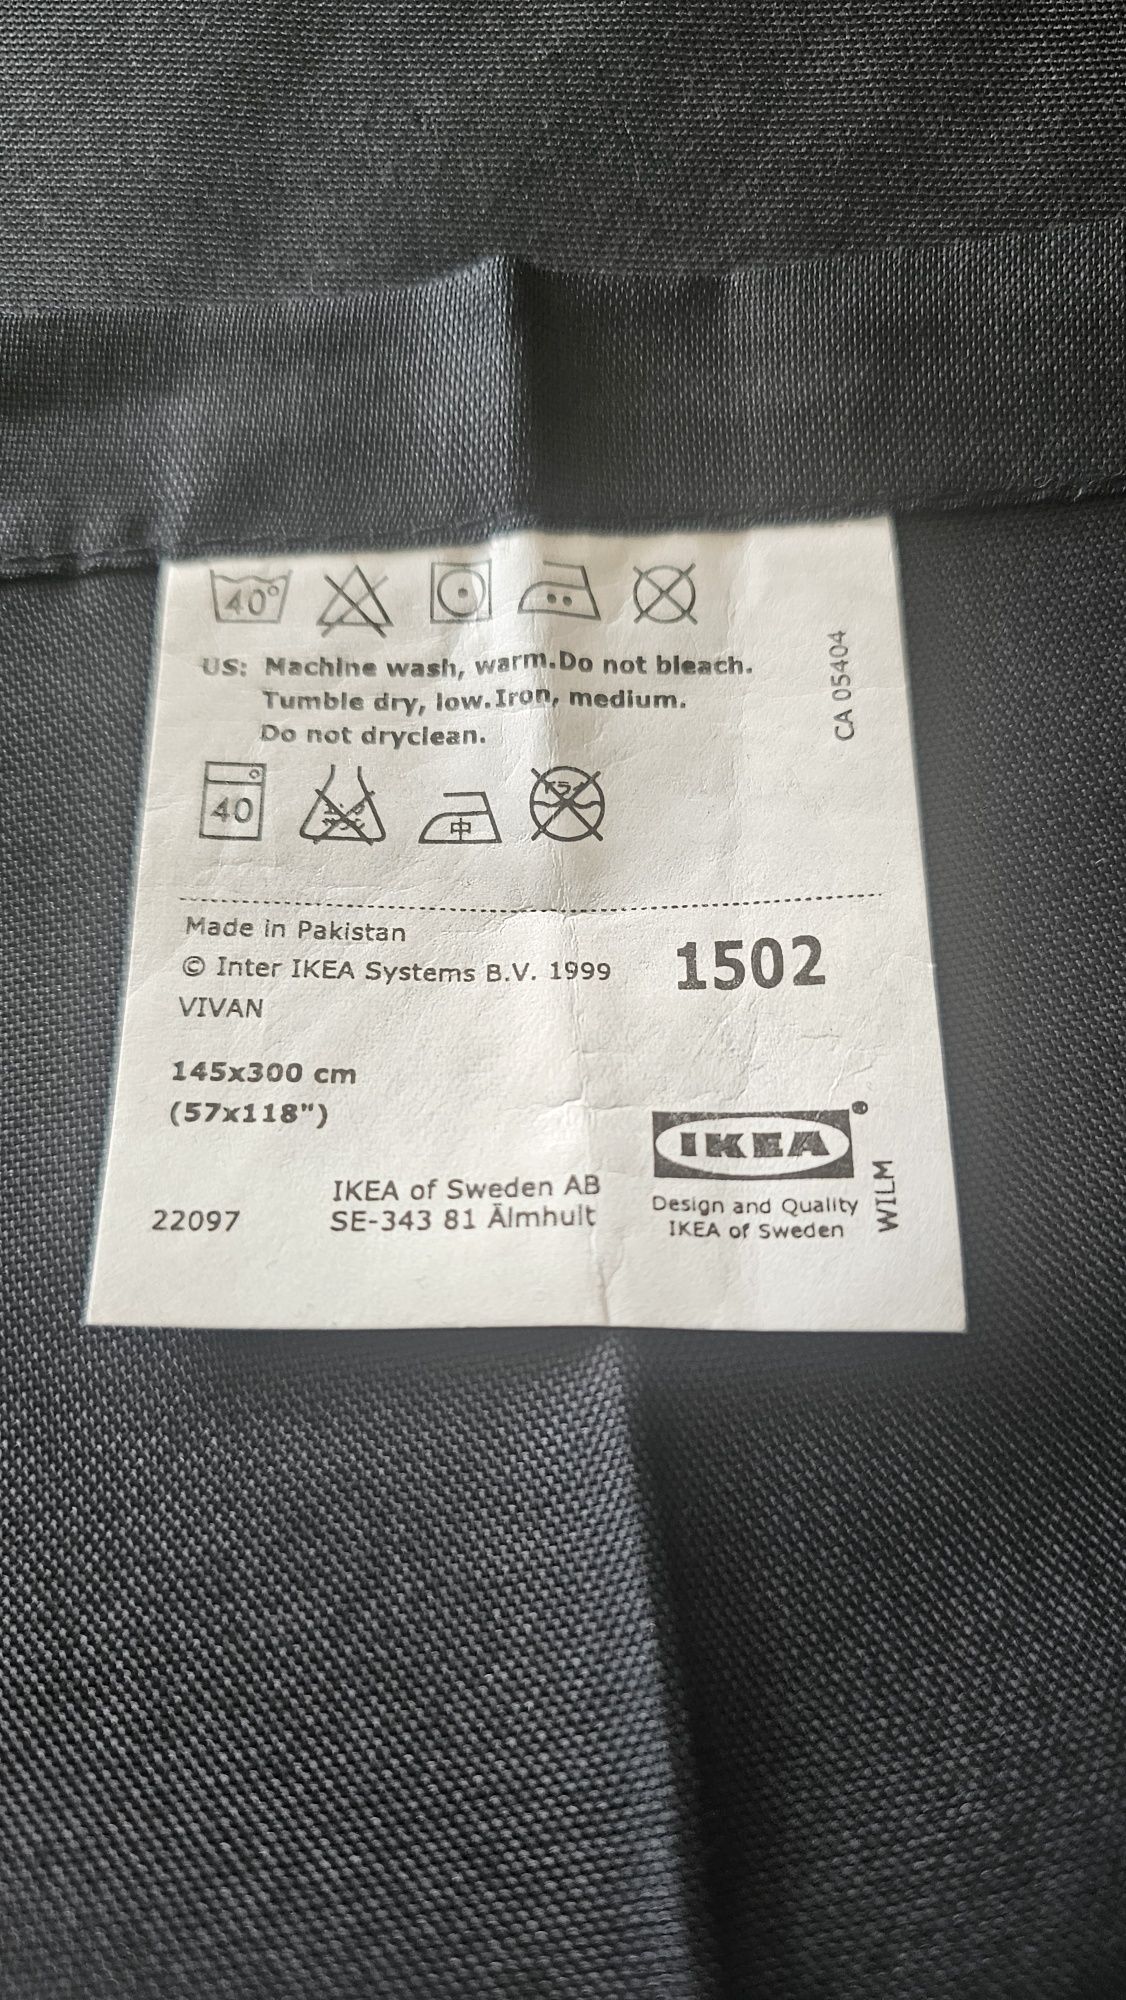 40°
US: Machine wash, warm.Do not bleach.
Tumble dry, low.Iron, medium.
Do not dryclean.
CA 05404
40
中
Made in Pakistan
© Inter IKEA Systems B.V. 1999
VIVAN
1502
145x300 cm
(57x118")
IKEA®
Design and Quality
IKEA of Sweden
WILM
IKEA of Sweden AB
22097 SE-343 81 Älmhult